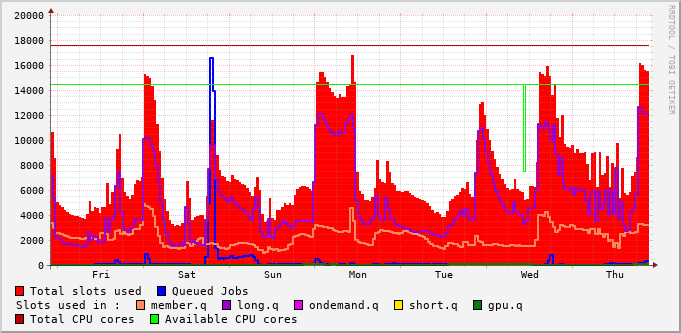 20000
18000
16000
14000
12000
10000
8000
6000
4000
2000
0
Fri Sat Sun Mon Tue Wed Thu
RRDTOOL / TOBI OETIKER
Total slots used Queued Jobs
Slots used in : member.q long.q ondemand.q short.q gpu.q
Total CPU cores Available CPU cores